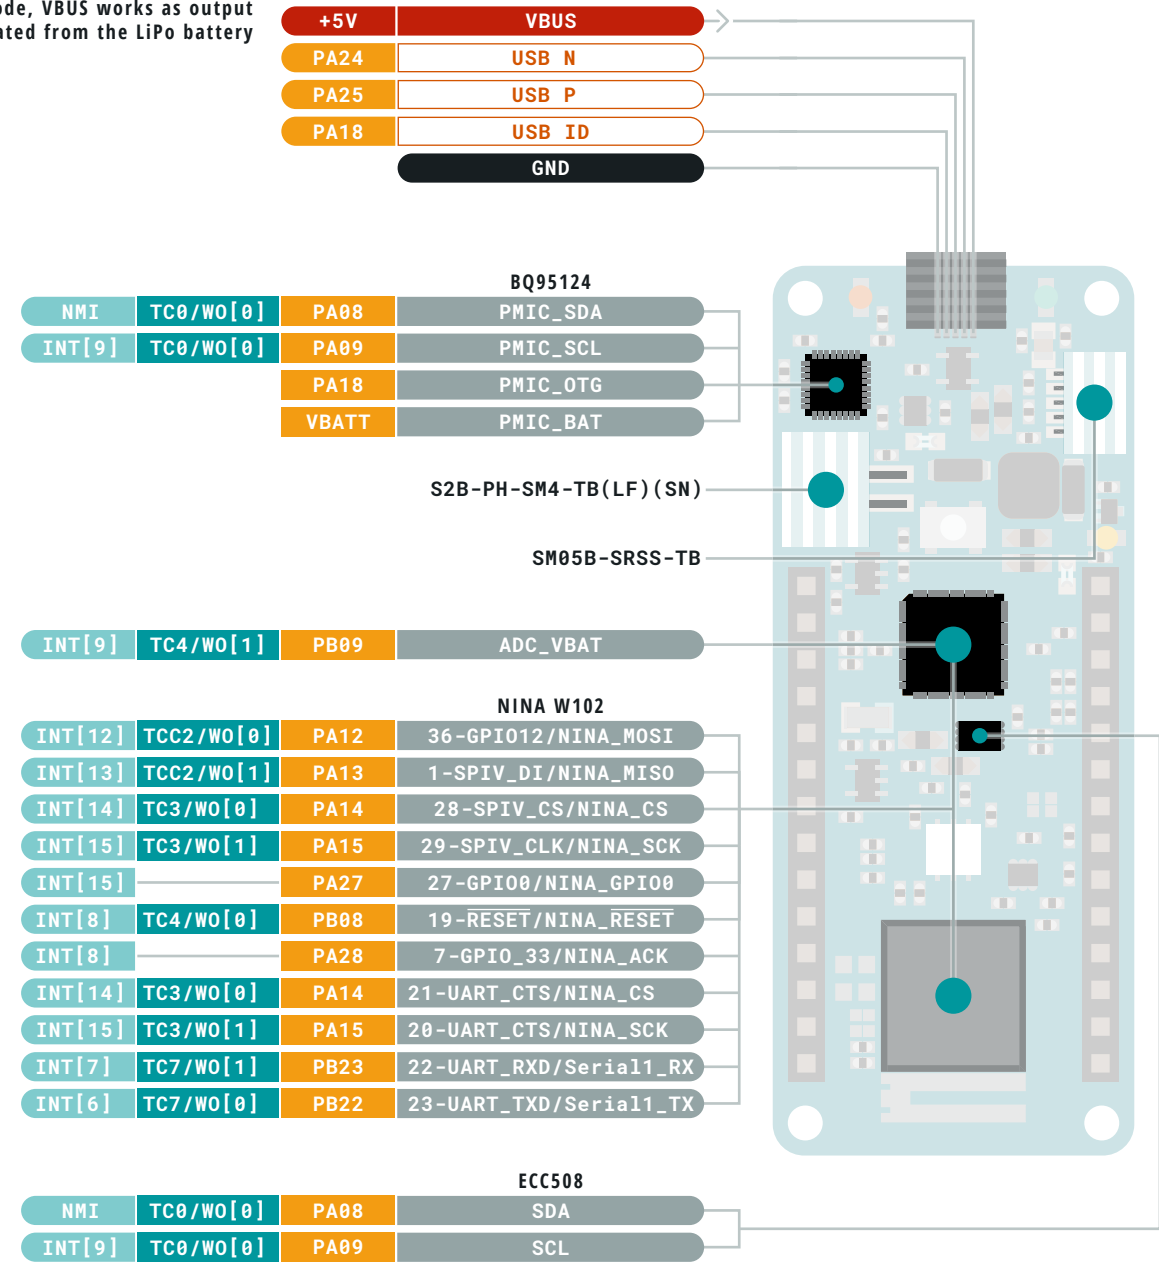 VBUS works as output
from the LiPo battery
+5V VBUS
PA24 USB N
PA25 USB P
PA18 USB ID
GND
BQ95124
NMI TC0/WO[0] PA08 PMIC_SDA
INT[9] TC0/WO[0] PA09 PMIC_SCL
PA18 PMIC_OTG
VBATT PMIC_BAT
S2B-PH-SM4-TB(LF)(SN)
SM05B-SRSS-TB
INT[9] TC4/WO[1] PB09 ADC_VBAT
NINA W102
INT[12] TCC2/WO[0] PA12 36-GPIO12/NINA_MOSI
INT[13] TCC2/WO[1] PA13 1-SPIV_DI/NINA_MISO
INT[14] TC3/WO[0] PA14 28-SPIV_CS/NINA_CS
INT[15] TC3/WO[1] PA15 29-SPIV_CLK/NINA_SCK
INT[15] PA27 27-GPIO0/NINA_GPIO0
INT[8] TC4/WO[0] PB08 19-RESET/NINA_RESET
INT[8] PA28 7-GPIO_33/NINA_ACK
INT[14] TC3/WO[0] PA14 21-UART_CTS/NINA_CS
INT[15] TC3/WO[1] PA15 20-UART_CTS/NINA_SCK
INT[7] TC7/WO[1] PB23 22-UART_RXD/Serial1_RX
INT[6] TC7/WO[0] PB22 23-UART_TXD/Serial1_TX
ECC508
NMI TC0/WO[0] PA08 SDA
INT[9] TC0/WO[0] PA09 SCL